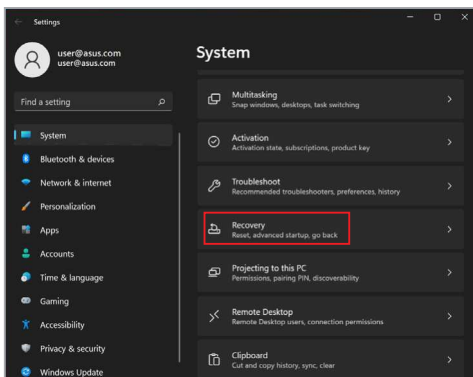 Settings
user@asus.com
user@asus.com
Find a setting
System
Bluetooth & devices
Network & internet
Personalization
Apps
Accounts
Time & language
Gaming
Accessibility
Privacy & security
Windows Update
System
Multitasking
Snap windows, desktops, task switching
Activation
Activation state, subscriptions, product key
Troubleshoot
Recommended troubleshooters, preferences, history
Recovery
Reset, advanced startup, go back
Projecting to this PC
Permissions, pairing PIN, discoverability
Remote Desktop
Remote Desktop users, connection permissions
Clipboard
Cut and copy history, sync, clear